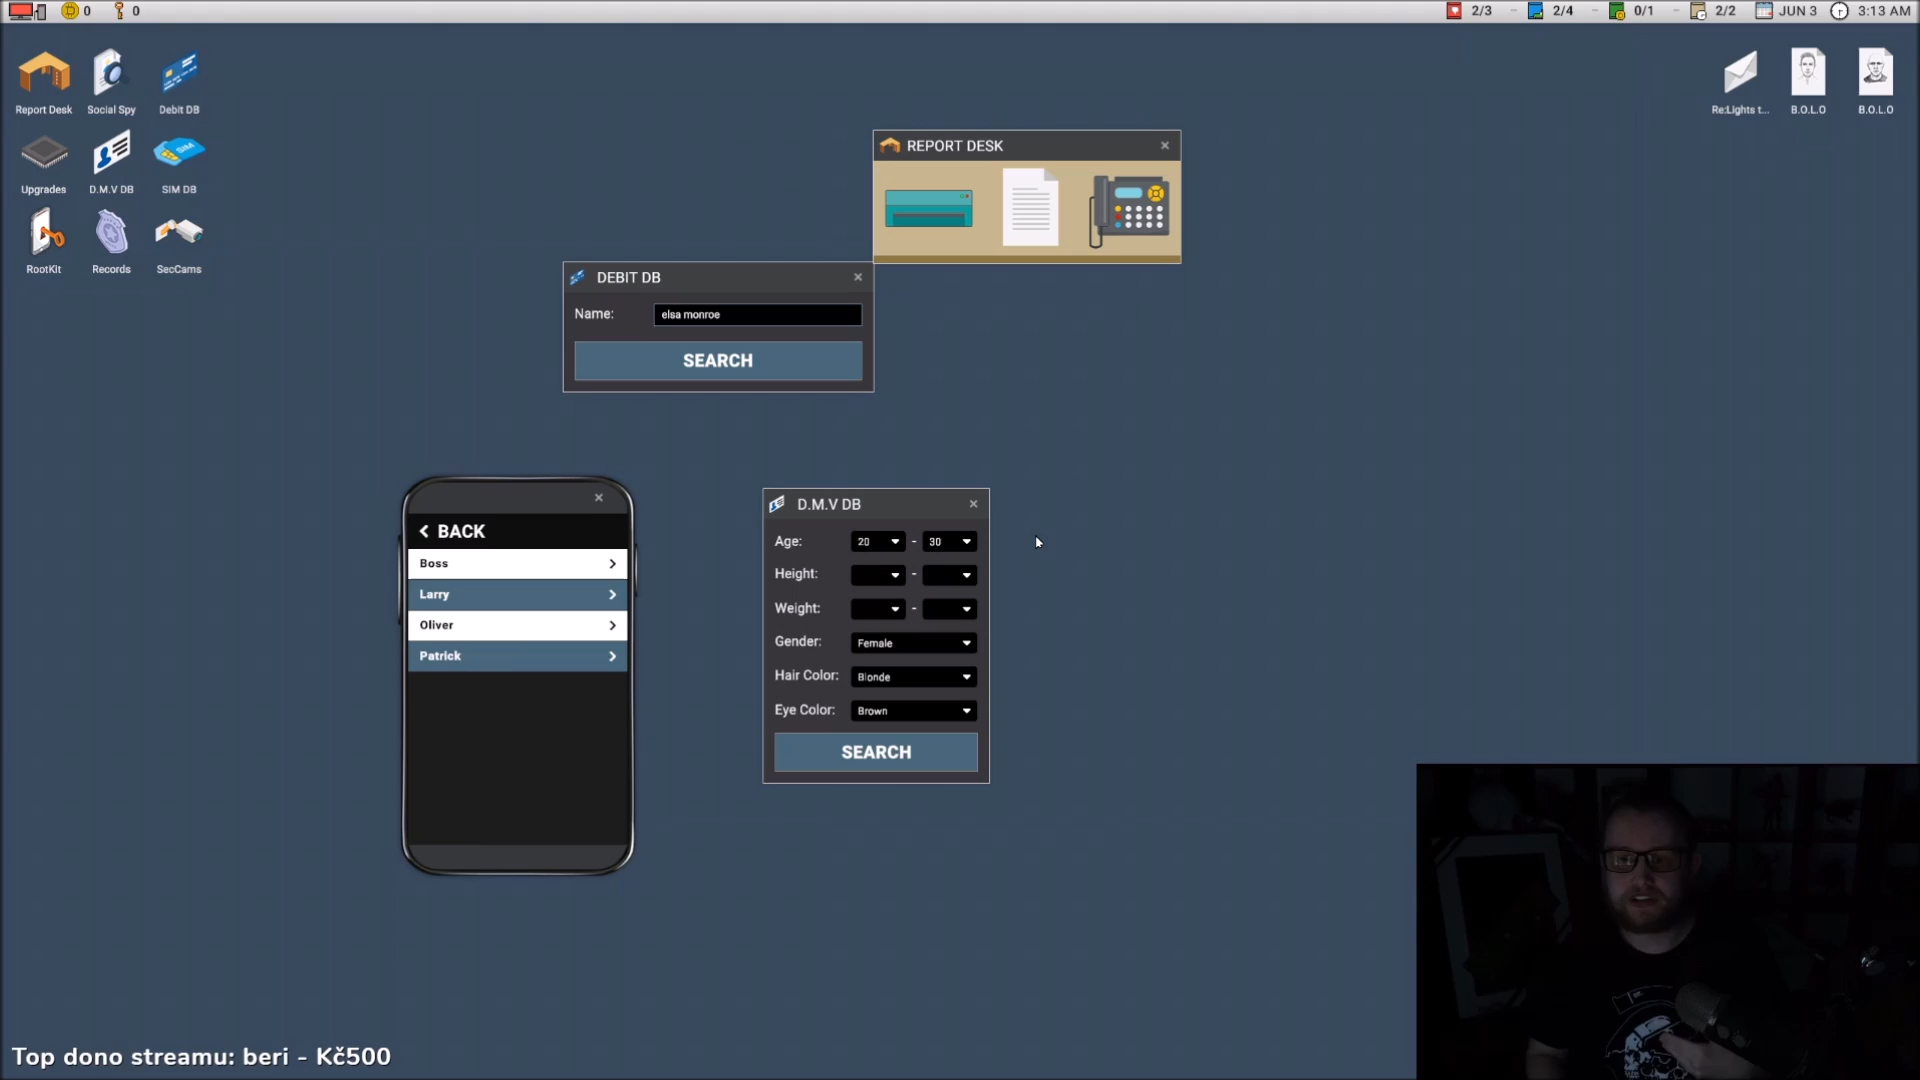 0 0 2/3 - 2/4 - 0/1 - 2/2 JUN 3 3:13 AM
Report Desk Social Spy Debit DB
Upgrades D.M.V DB SIM DB
RootKit Records SecCams
Re:Lights t... B.O.L.O B.O.L.O
REPORT DESK
DEBIT DB
Name: elsa monroe
SEARCH
BACK
Boss
Larry
Oliver
Patrick
D.M.V DB
Age: 20 - 30
Height: -
Weight: -
Gender: Female
Hair Color: Blonde
Eye Color: Brown
SEARCH
Top dono streamu: beri - Kč500